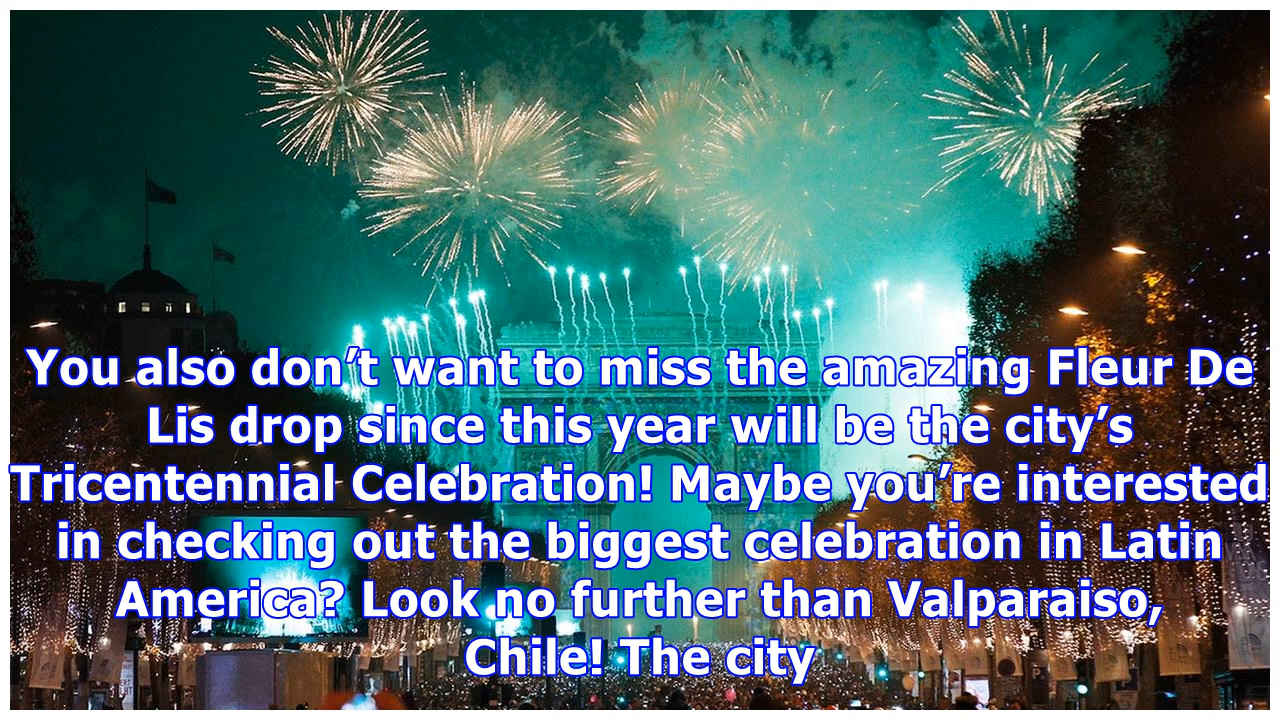 You also don’t want to miss the amazing Fleur De
Lis drop since this year will be the city’s
Tricentennial Celebration! Maybe you’re interested
in checking out the biggest celebration in Latin
America? Look no further than Valparaiso,
Chile! The city